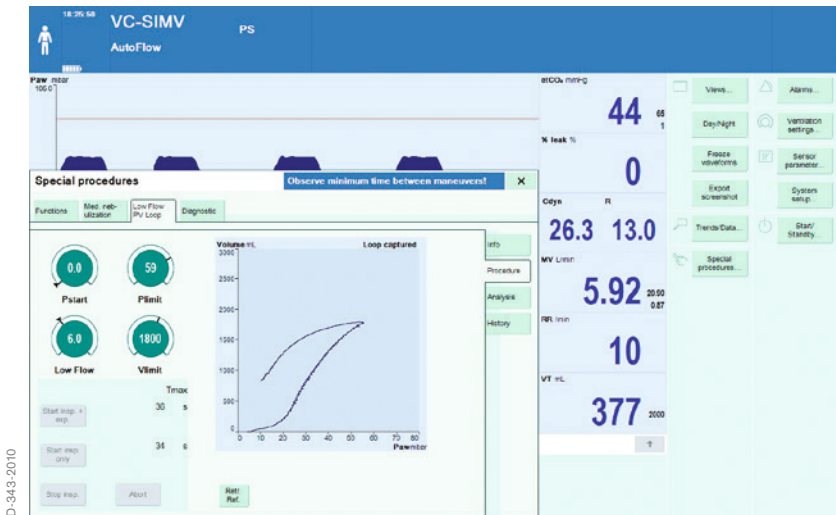 18:25:50
VC-SIMV
PS
AutoFlow
Paw mbar
105.0
etCO₂ mmHg
44
65
1
% leak %
0
Cdyn R
26.3 13.0
MV L/min
5.92
20.00
0.87
RR /min
10
VT mL
377
2000
Views...
Alarms...
Day/Night
Ventilation
settings...
Freeze
waveforms
Sensor
parameter...
Export
screenshot
System
setup...
Trends/Data...
Start/
Standby...
Special
procedures...
Special procedures
Observe minimum time between maneuvers!
×
Functions
Med. neb-
ulization
Low Flow
PV Loop
Diagnostic
0.0
Pstart
59
Plimit
6.0
Low Flow
1800
Vlimit
Tmax
Start insp. +
exp.
36 s
Start insp.
only
34 s
Stop insp.
Abort
Volume mL
Loop captured
3000
2500
2000
1500
1000
500
0
0 10 20 30 40 50 60 70 80
Paw mbar
Retr.
Ref.
Info
Procedure
Analysis
History
D-343-2010